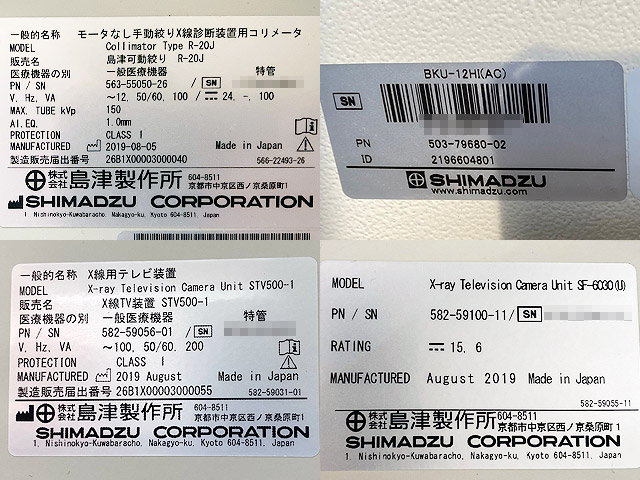 一般的名称 モータなし手動絞りX線診断装置用コリメータ
MODEL Collimator Type R-20J
販売名 島津可動絞り R-20J
医療機器の別 一般医療機器 特管
PN / SN 563-55050-26 / SN
V, Hz, VA ～12, 50/60, 100 / ⎓ 24, -, 100
MAX. TUBE kVp 150
Al.EQ. 1.0mm
PROTECTION CLASS Ⅰ
MANUFACTURED 2019-08-05 Made in Japan
製造販売届出番号 26B1X00003000040 566-22493-26
株式会社 島津製作所 604-8511 京都市中京区西ノ京桑原町1
SHIMADZU CORPORATION
1, Nishinokyo-Kuwabaracho, Nakagyo-ku, Kyoto 604-8511, Japan
BKU-12HI(AC)
SN
PN 503-79680-02
ID 2196604801
SHIMADZU
www.shimadzu.com
一般的名称 X線用テレビ装置
MODEL X-ray Television Camera Unit STV500-1
販売名 X線TV装置 STV500-1
医療機器の別 一般医療機器 特管
PN / SN 582-59056-01 / SN
V, Hz, VA ～100, 50/60, 200
PROTECTION CLASS Ⅰ
MANUFACTURED 2019 August Made in Japan
製造販売届出番号 26B1X00003000055 582-59031-01
株式会社 島津製作所 604-8511 京都市中京区西ノ京桑原町1
SHIMADZU CORPORATION
1, Nishinokyo-Kuwabaracho, Nakagyo-ku, Kyoto 604-8511, Japan
MODEL X-ray Television Camera Unit SF-6030(U)
PN / SN 582-59100-11 / SN
RATING ⎓ 15, 6
MANUFACTURED August 2019 Made in Japan
582-59055-11
株式会社 島津製作所 604-8511 京都市中京区西ノ京桑原町1
SHIMADZU CORPORATION
1, Nishinokyo-Kuwabaracho, Nakagyo-ku, Kyoto 604-8511, Japan